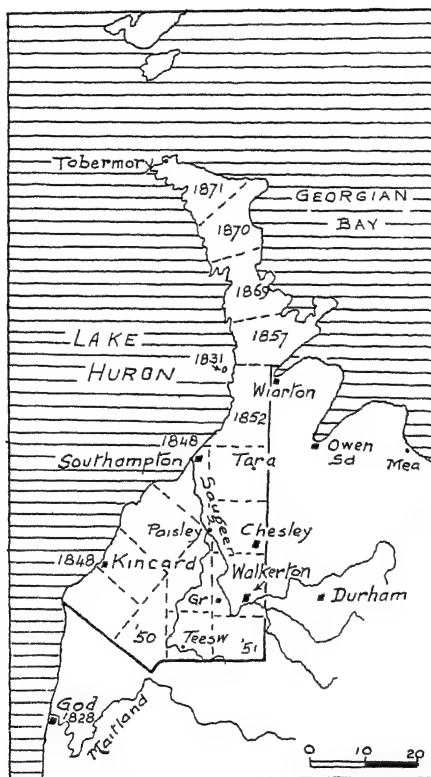 Tobermory
1871
GEORGIAN
BAY
1870
1869
1857
LAKE
HURON
1831
Wiarton
1852
1848
Southampton
Tara
Owen
Sd
Mea
Saugeen
Paisley
Chesley
1848
Kincard
Walkerton
Gr
Durham
'50
Teesw
'51
God
1828
Maitland
0 10 20